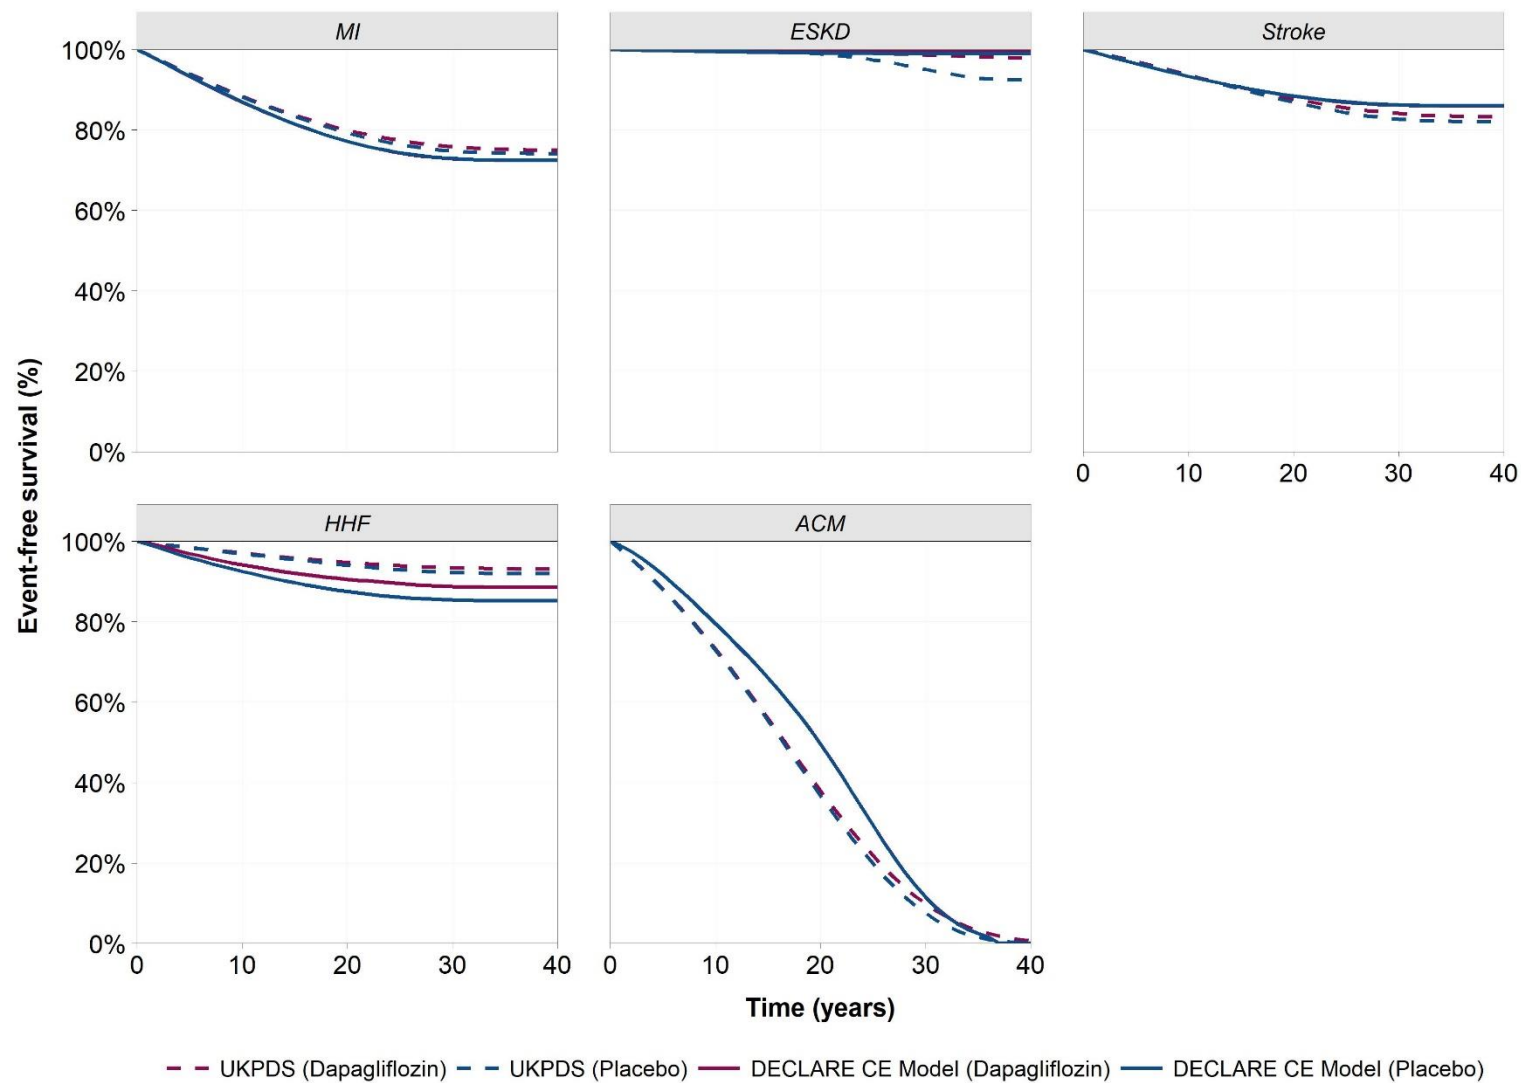 MI
ESKD
Stroke
100%
80%
60%
40%
20%
0%
0 10 20 30 40
Event-free survival (%)
HHF
ACM
100%
80%
60%
40%
20%
0%
0 10 20 30 40
0 10 20 30 40
Time (years)
UKPDS (Dapagliflozin) UKPDS (Placebo) DECLARE CE Model (Dapagliflozin) DECLARE CE Model (Placebo)